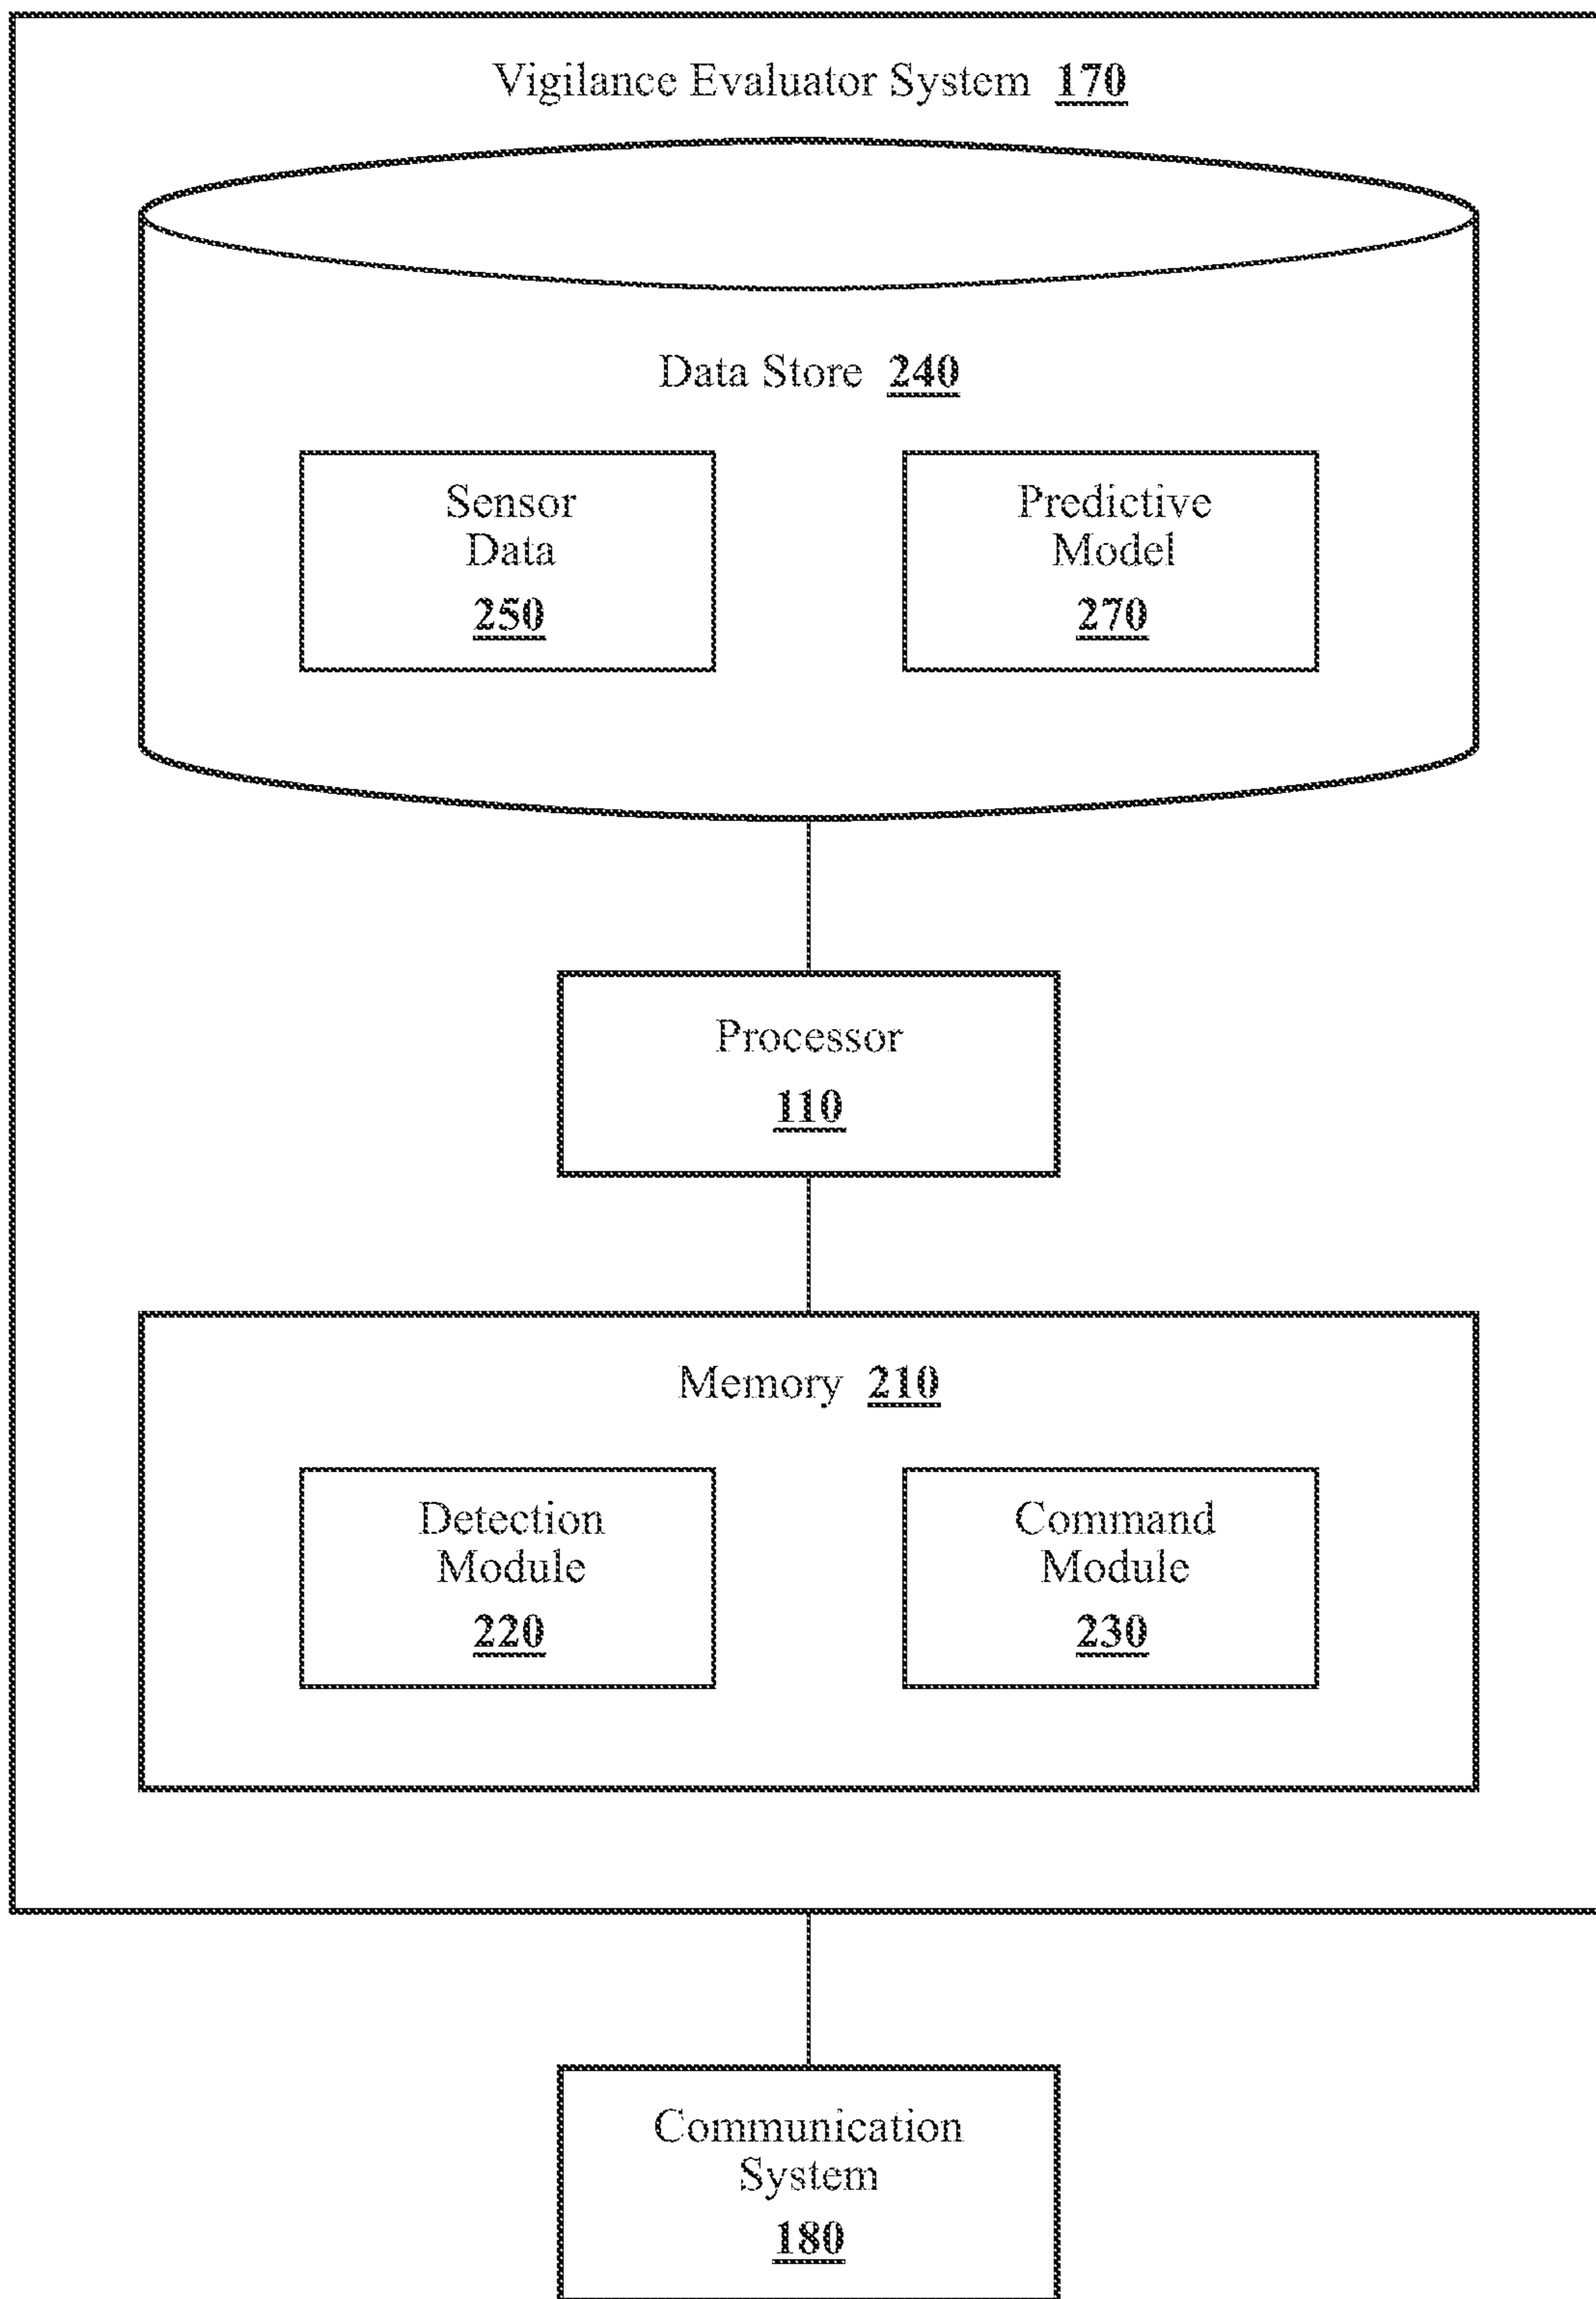 Vigilance Evaluator System 170
Data Store 240
Sensor
Data
250
Predictive
Model
270
Processor
110
Memory 210
Detection
Module
220
Command
Module
230
Communication
System
180